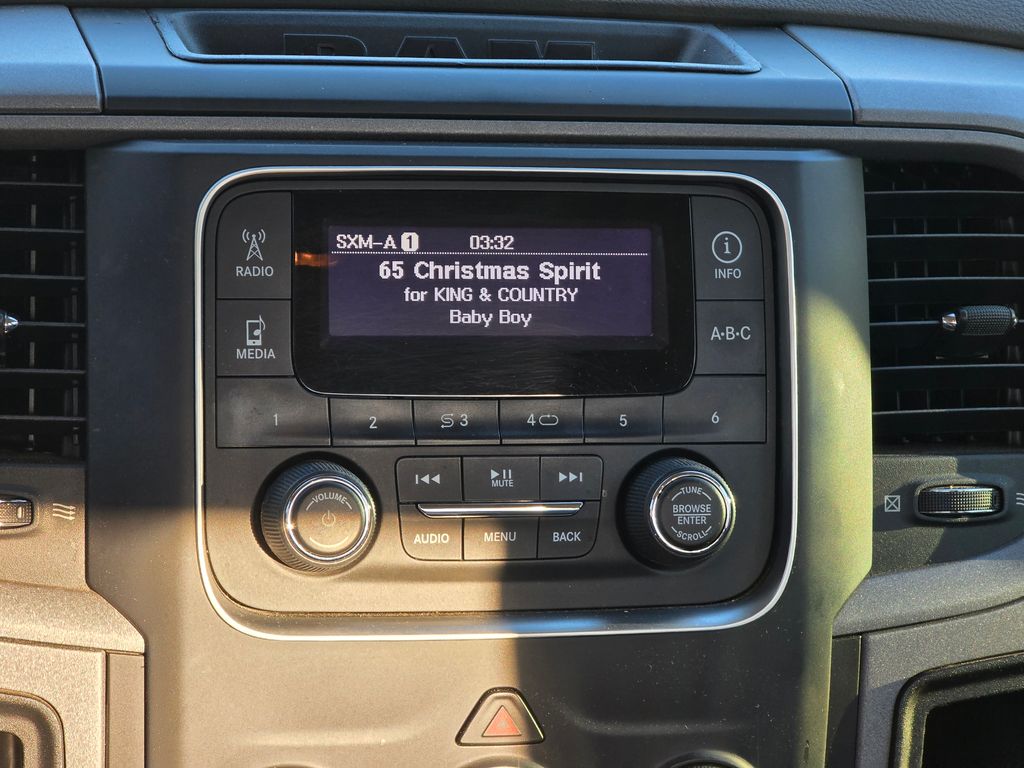 RAM
RADIO
MEDIA
SXM-A 1 03:32
65 Christmas Spirit
for KING & COUNTRY
Baby Boy
i
INFO
A·B·C
1 2 3 4 5 6
VOLUME
MUTE
AUDIO MENU BACK
TUNE
BROWSE
ENTER
SCROLL